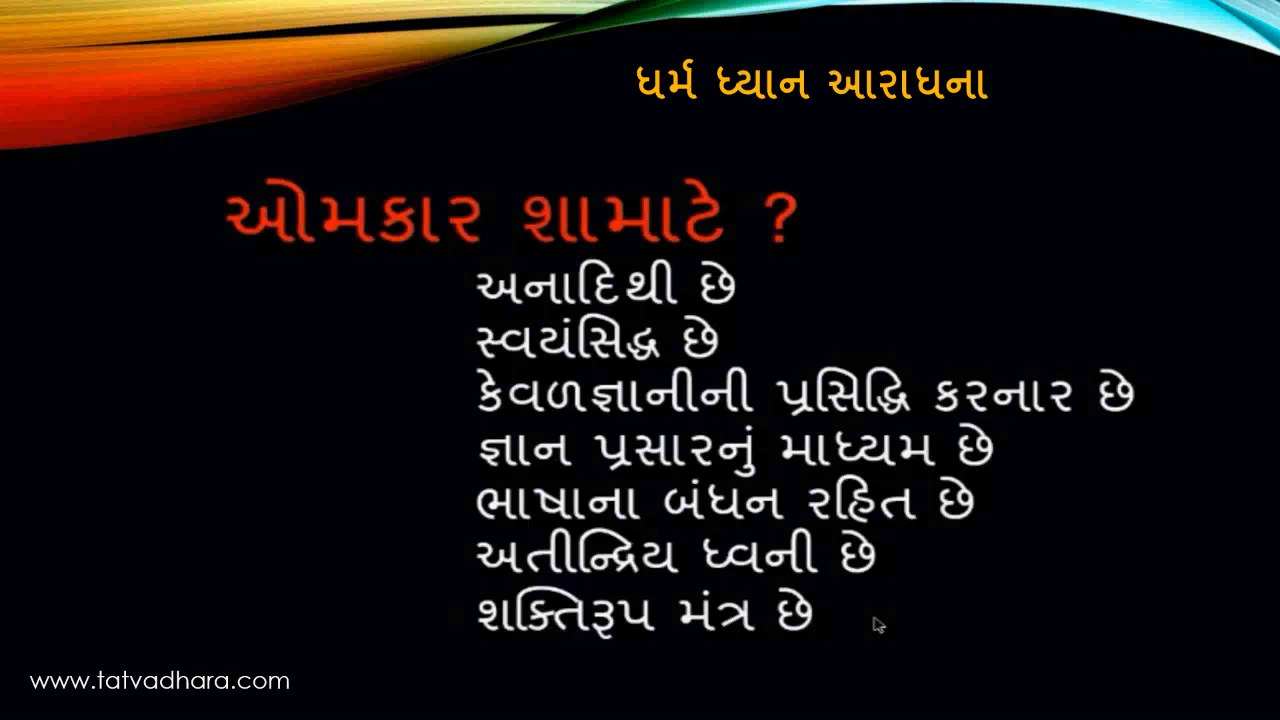 ધર્મ ધ્યાન આરાધના
ઓમકાર શામાટે ?
અનાદિથી છે
સ્વયંસિદ્ધ છે
કેવળજ્ઞાનીની પ્રસિદ્ધિ કરનાર છે
જ્ઞાન પ્રસારનું માધ્યમ છે
ભાષાના બંધન રહિત છે
અતીન્દ્રિય ધ્વની છે
શક્તિરૂપ મંત્ર છે
www.tatvadhara.com